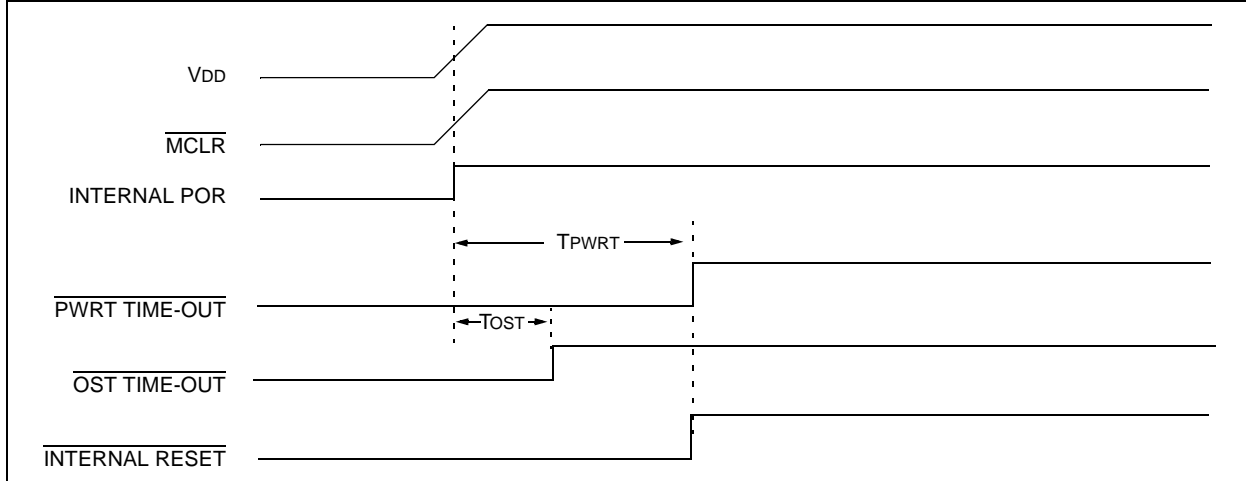 VDD
MCLR
INTERNAL POR
TPWRT
PWRT TIME-OUT
TOST
OST TIME-OUT
INTERNAL RESET